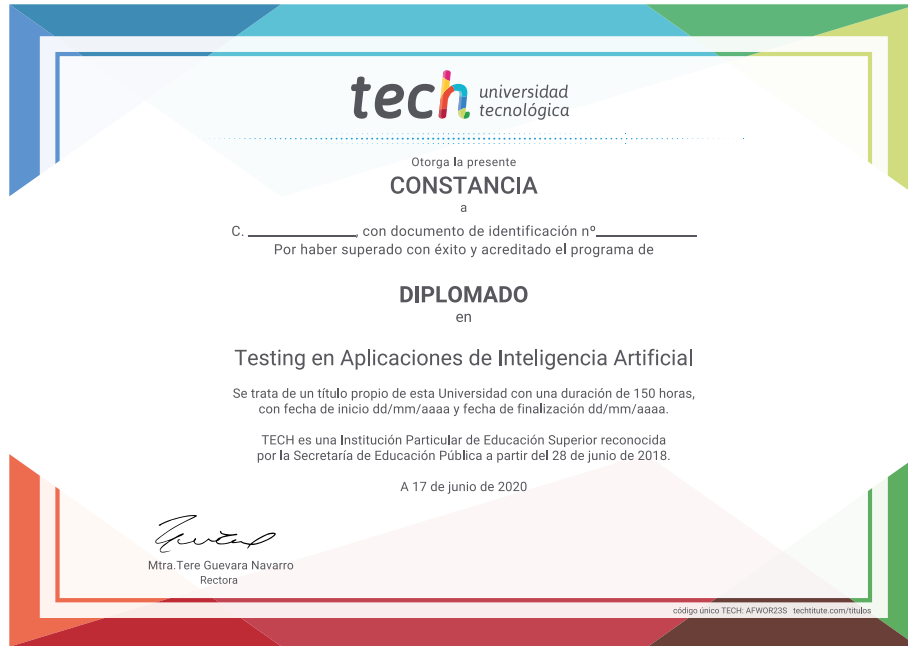 tech universidad
tecnológica
Otorga la presente
CONSTANCIA
a
C. ____________, con documento de identificación nº____________
Por haber superado con éxito y acreditado el programa de
DIPLOMADO
en
Testing en Aplicaciones de Inteligencia Artificial
Se trata de un título propio de esta Universidad con una duración de 150 horas,
con fecha de inicio dd/mm/aaaa y fecha de finalización dd/mm/aaaa.
TECH es una Institución Particular de Educación Superior reconocida
por la Secretaría de Educación Pública a partir del 28 de junio de 2018.
A 17 de junio de 2020
Mtra.Tere Guevara Navarro
Rectora
código único TECH: AFWOR23S techtitute.com/titulos